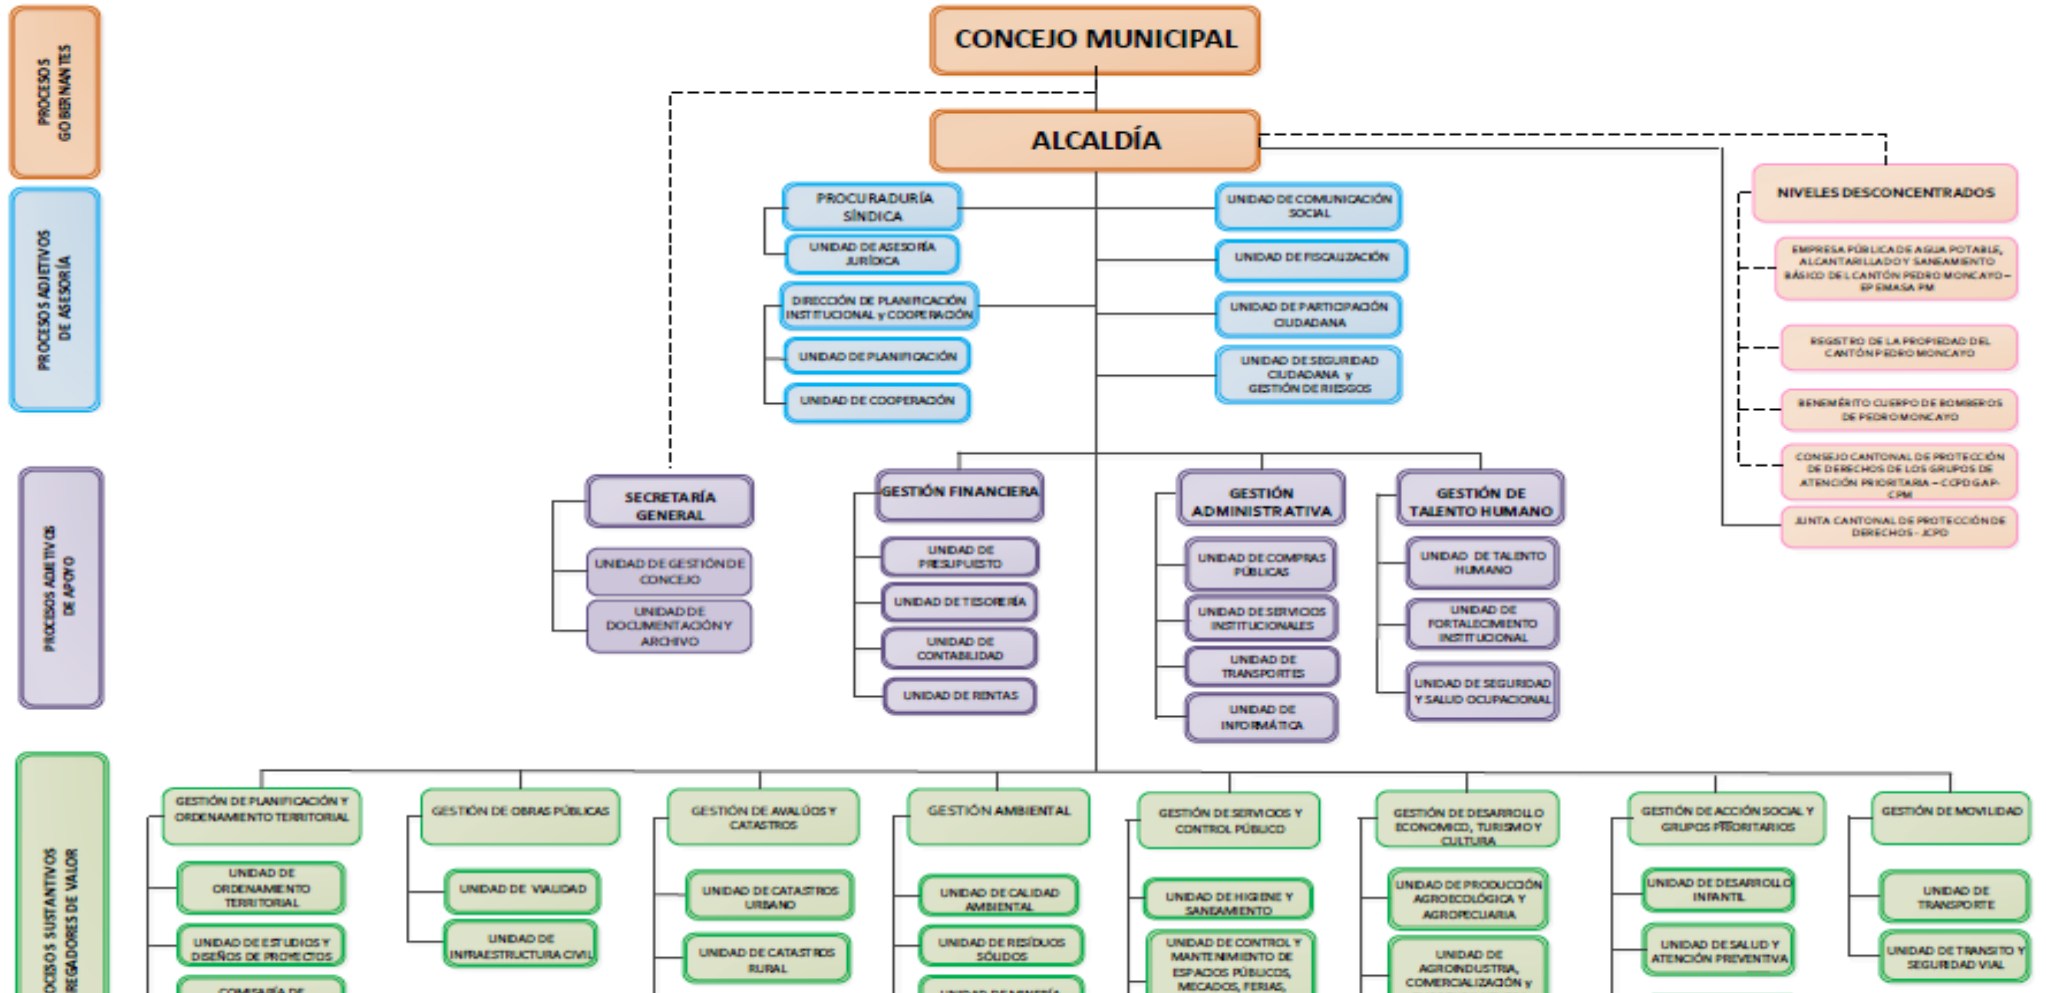 PROCESOS
GOBERNANTES
CONCEJO MUNICIPAL
ALCALDÍA
PROCESOS ADJETIVOS
DE ASESORÍA
PROCURADURÍA
SÍNDICA
UNIDAD DE ASESORÍA
JURÍDICA
DIRECCIÓN DE PLANIFICACIÓN
INSTITUCIONAL y COOPERACIÓN
UNIDAD DE PLANIFICACIÓN
UNIDAD DE COOPERACIÓN
UNIDAD DE COMUNICACIÓN
SOCIAL
UNIDAD DE FISCALIZACIÓN
UNIDAD DE PARTICIPACIÓN
CIUDADANA
UNIDAD DE SEGURIDAD
CIUDADANA y
GESTIÓN DE RIESGOS
NIVELES DESCONCENTRADOS
EMPRESA PÚBLICA DE AGUA POTABLE,
ALCANTARILLADO Y SANEAMIENTO
BÁSICO DEL CANTÓN PEDRO MONCAYO –
EP EMASA PM
REGISTRO DE LA PROPIEDAD DEL
CANTÓN PEDRO MONCAYO
BENEMÉRITO CUERPO DE BOMBEROS
DE PEDRO MONCAYO
CONSEJO CANTONAL DE PROTECCIÓN
DE DERECHOS DE LOS GRUPOS DE
ATENCIÓN PRIORITARIA – CCPDGAP-
CPM
JUNTA CANTONAL DE PROTECCIÓN DE
DERECHOS - JCPD
PROCESOS ADJETIVOS
DE APOYO
SECRETARÍA
GENERAL
UNIDAD DE GESTIÓN DE
CONCEJO
UNIDAD DE
DOCUMENTACIÓN Y
ARCHIVO
GESTIÓN FINANCIERA
UNIDAD DE
PRESUPUESTO
UNIDAD DE TESORERÍA
UNIDAD DE
CONTABILIDAD
UNIDAD DE RENTAS
GESTIÓN
ADMINISTRATIVA
UNIDAD DE COMPRAS
PÚBLICAS
UNIDAD DE SERVICIOS
INSTITUCIONALES
UNIDAD DE
TRANSPORTES
UNIDAD DE
INFORMÁTICA
GESTIÓN DE
TALENTO HUMANO
UNIDAD DE TALENTO
HUMANO
UNIDAD DE
FORTALECIMIENTO
INSTITUCIONAL
UNIDAD DE SEGURIDAD
Y SALUD OCUPACIONAL
SUSTANTIVOS
DE VALOR
GESTIÓN DE PLANIFICACIÓN Y
ORDENAMIENTO TERRITORIAL
UNIDAD DE
ORDENAMIENTO
TERRITORIAL
UNIDAD DE ESTUDIOS Y
DISEÑOS DE PROYECTOS
COMISARÍA DE
GESTIÓN DE OBRAS PÚBLICAS
UNIDAD DE VIALIDAD
UNIDAD DE
INFRAESTRUCTURA CIVIL
GESTIÓN DE AVALÚOS Y
CATASTROS
UNIDAD DE CATASTROS
URBANO
UNIDAD DE CATASTROS
RURAL
GESTIÓN AMBIENTAL
UNIDAD DE CALIDAD
AMBIENTAL
UNIDAD DE RESÍDUOS
SÓLIDOS
UNIDAD DE MINERÍA
GESTIÓN DE SERVICIOS Y
CONTROL PÚBLICO
UNIDAD DE HIGIENE Y
SANEAMIENTO
UNIDAD DE CONTROL Y
MANTENIMIENTO DE
ESPACIOS PÚBLICOS,
MECADOS, FERIAS,
GESTIÓN DE DESARROLLO
ECONOMICO, TURISMO Y
CULTURA
UNIDAD DE PRODUCCIÓN
AGROECOLÓGICA Y
AGROPECUARIA
UNIDAD DE
AGROINDUSTRIA,
COMERCIALIZACIÓN y
GESTIÓN DE ACCIÓN SOCIAL Y
GRUPOS PRIORITARIOS
UNIDAD DE DESARROLLO
INFANTIL
UNIDAD DE SALUD Y
ATENCIÓN PREVENTIVA
GESTIÓN DE MOVILIDAD
UNIDAD DE
TRANSPORTE
UNIDAD DE TRANSITO Y
SEGURIDAD VIAL